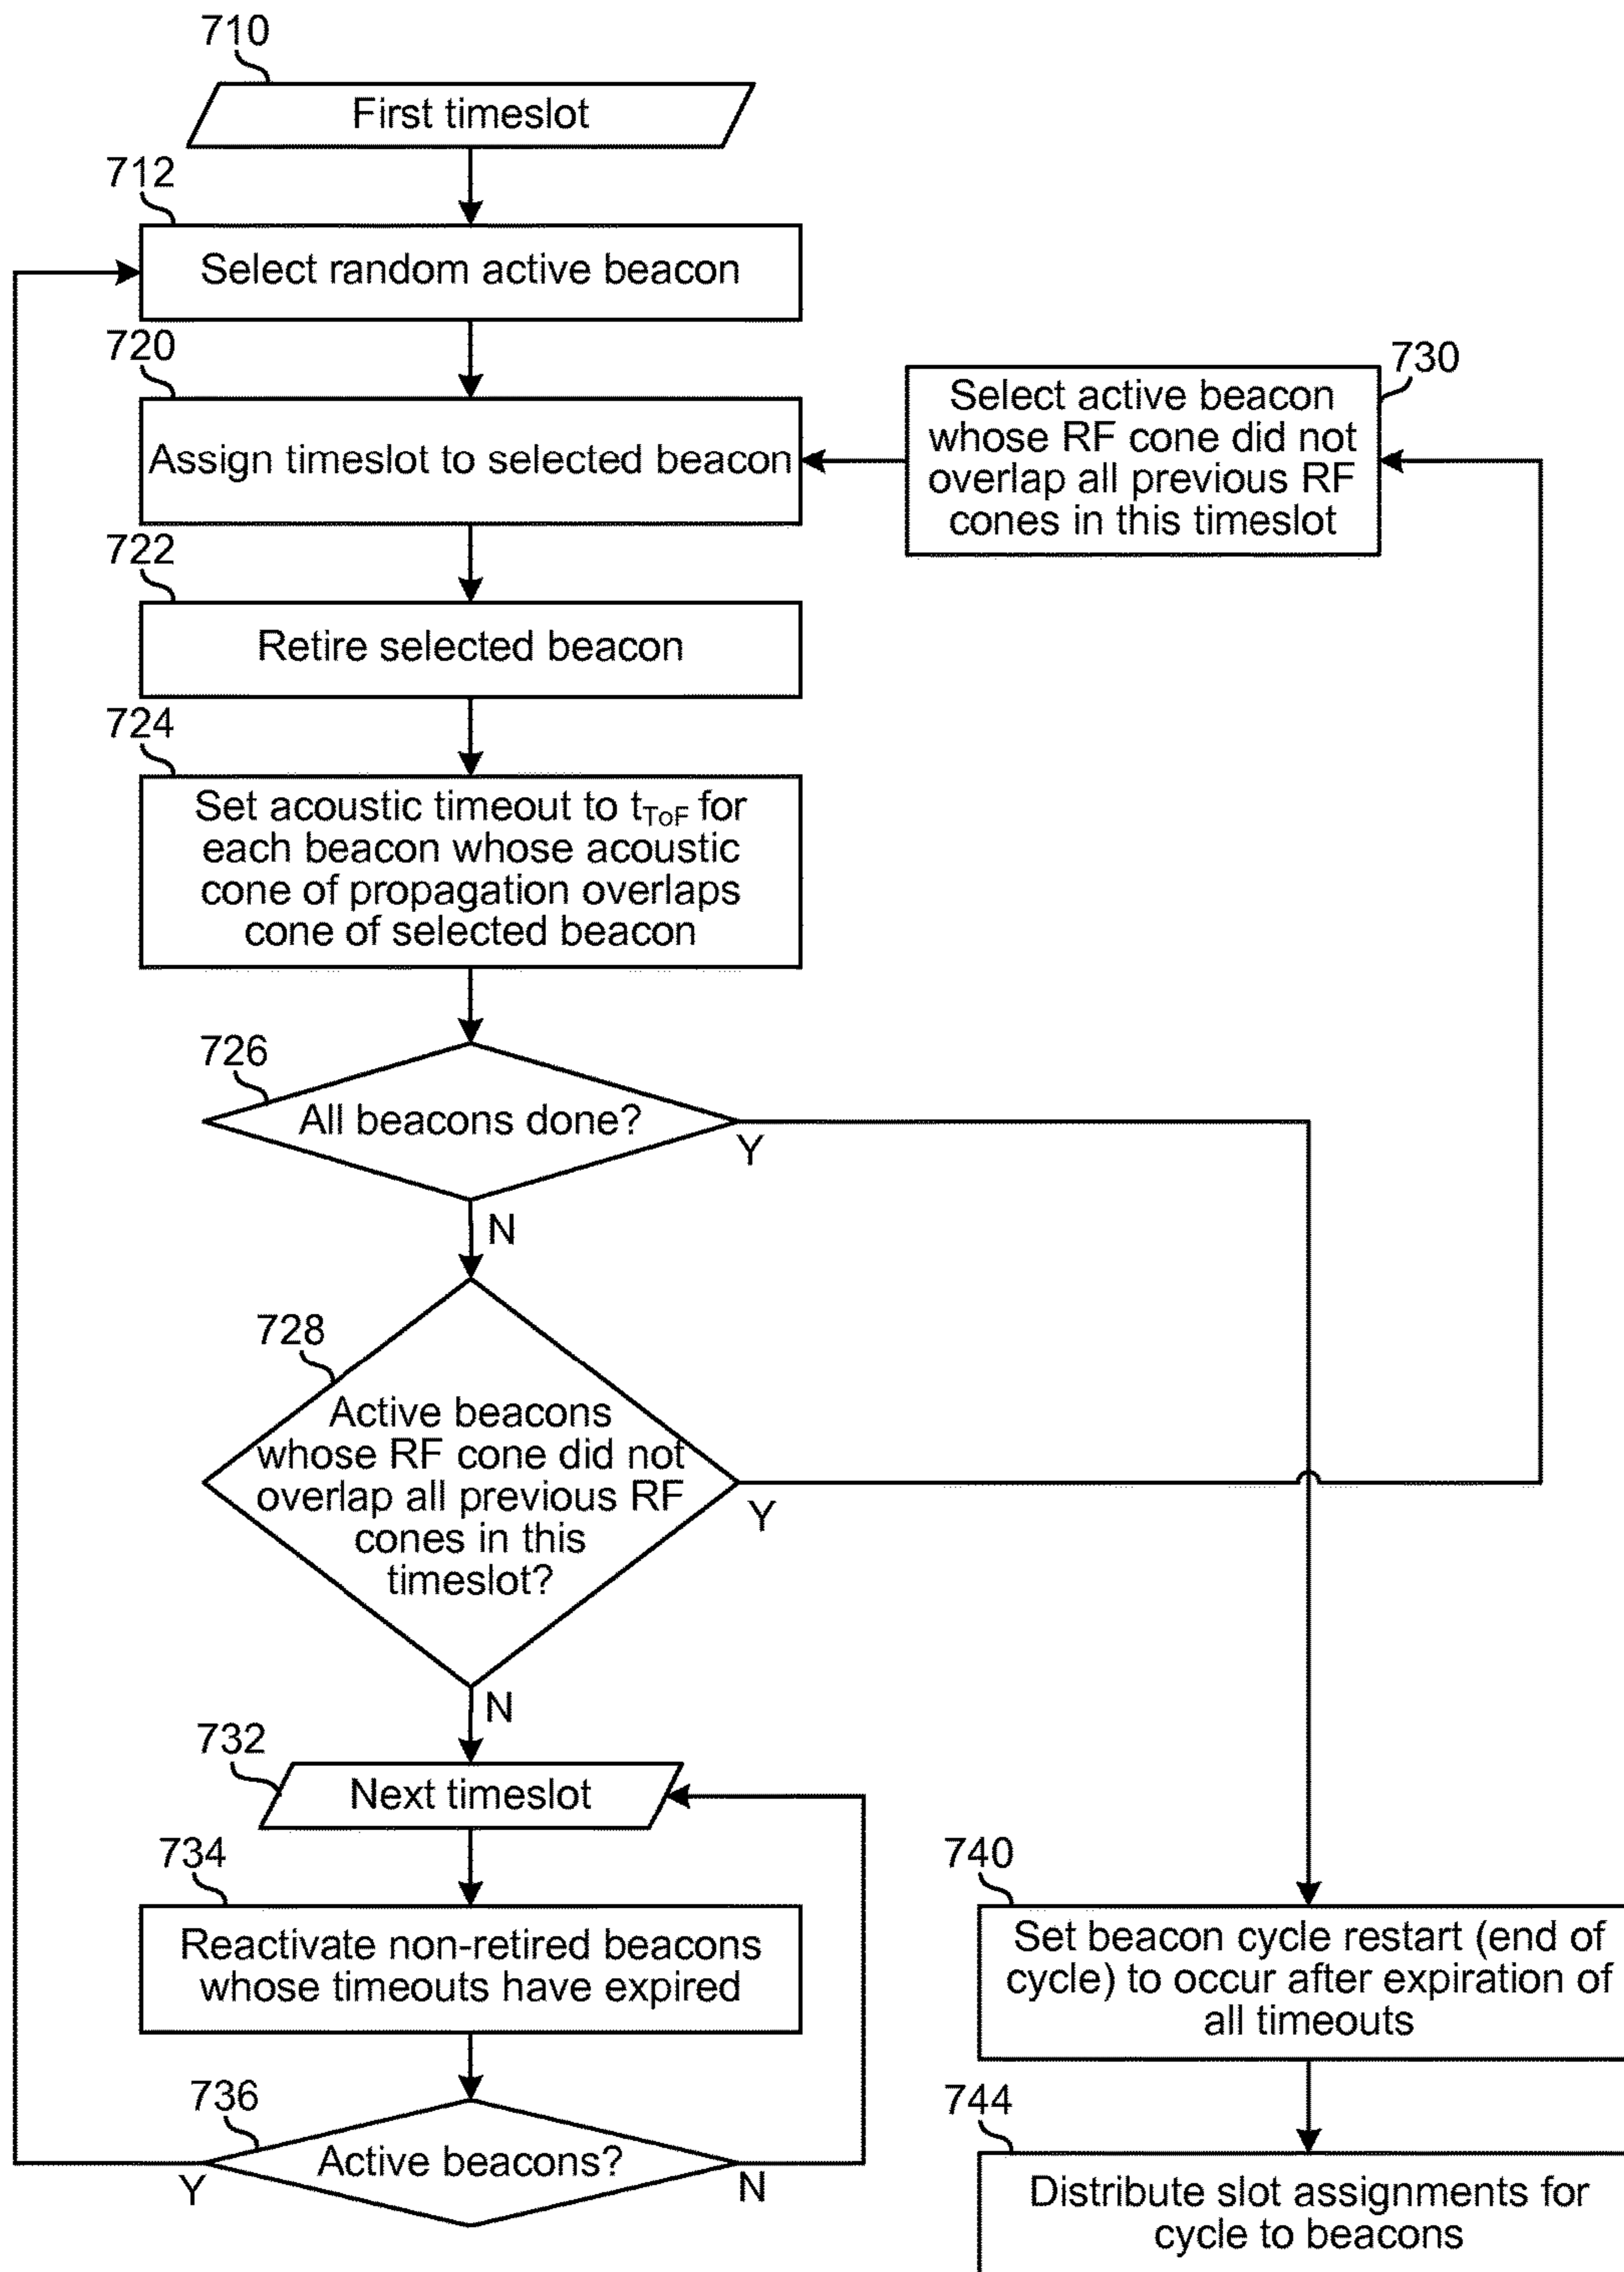 710
First timeslot
712
Select random active beacon
720
Assign timeslot to selected beacon
730
Select active beacon
whose RF cone did not
overlap all previous RF
cones in this timeslot
722
Retire selected beacon
724
Set acoustic timeout to tToF for
each beacon whose acoustic
cone of propagation overlaps
cone of selected beacon
726
All beacons done?
Y
N
728
Active beacons
whose RF cone did not
overlap all previous RF
cones in this
timeslot?
Y
N
732
Next timeslot
734
Reactivate non-retired beacons
whose timeouts have expired
736
Active beacons?
Y
N
740
Set beacon cycle restart (end of
cycle) to occur after expiration of
all timeouts
744
Distribute slot assignments for
cycle to beacons